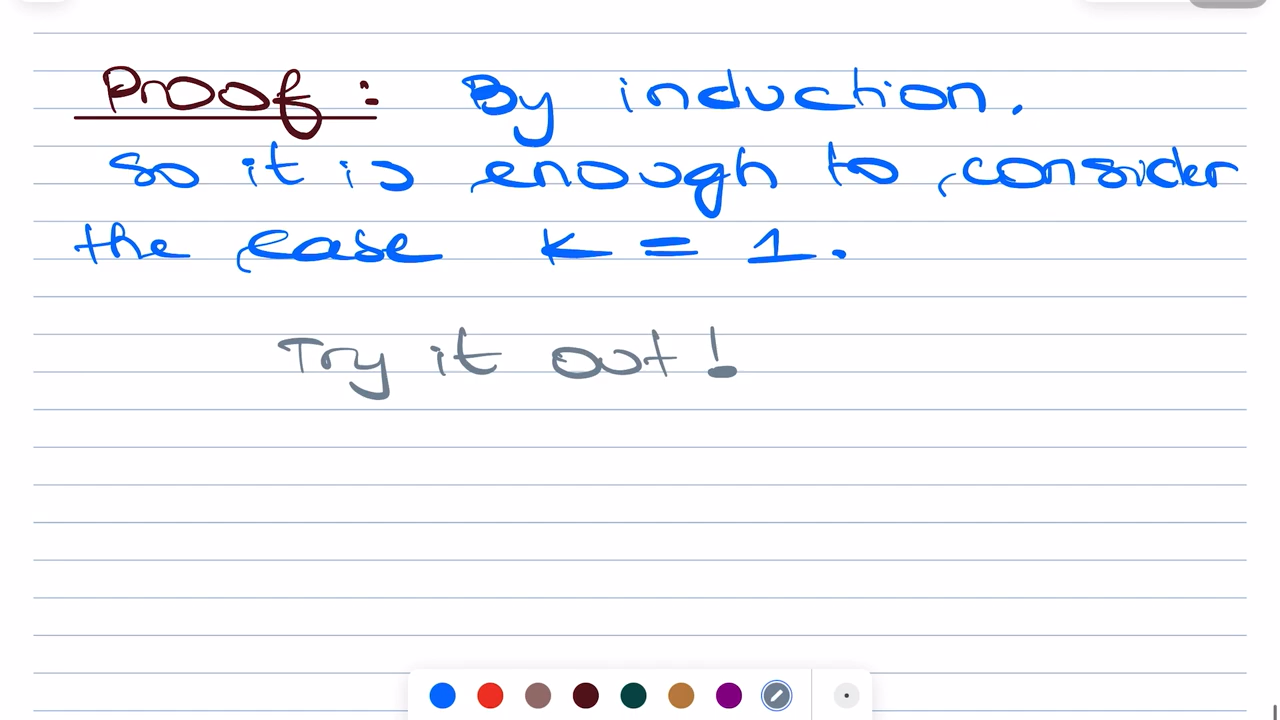 Proof: By induction.
So it is enough to consider
the case k = 1.
Try it out!